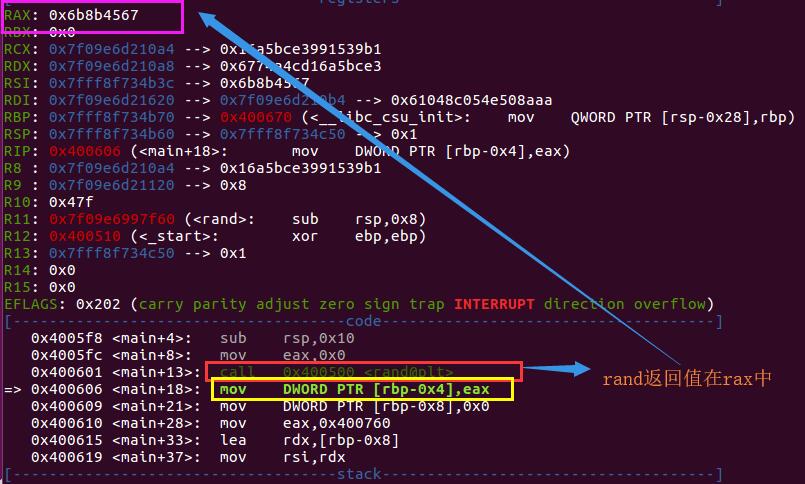 [----------------------------------registers-----------------------------------]
RAX: 0x6b8b4567
RBX: 0x0
RCX: 0x7f09e6d210a4 --> 0x16a5bce3991539b1
RDX: 0x7f09e6d210a8 --> 0x6774a4cd16a5bce3
RSI: 0x7fff8f734b3c --> 0x6b8b4567
RDI: 0x7f09e6d21620 --> 0x7f09e6d210b4 --> 0x61048c054e508aaa
RBP: 0x7fff8f734b70 --> 0x400670 (<__libc_csu_init>: mov QWORD PTR [rsp-0x28],rbp)
RSP: 0x7fff8f734b60 --> 0x7fff8f734c50 --> 0x1
RIP: 0x400606 (<main+18>: mov DWORD PTR [rbp-0x4],eax)
R8 : 0x7f09e6d210a4 --> 0x16a5bce3991539b1
R9 : 0x7f09e6d21120 --> 0x8
R10: 0x47f
R11: 0x7f09e6997f60 (<rand>: sub rsp,0x8)
R12: 0x400510 (<_start>: xor ebp,ebp)
R13: 0x7fff8f734c50 --> 0x1
R14: 0x0
R15: 0x0
EFLAGS: 0x202 (carry parity adjust zero sign trap INTERRUPT direction overflow)
[-------------------------------------code-------------------------------------]
0x4005f8 <main+4>: sub rsp,0x10
0x4005fc <main+8>: mov eax,0x0
0x400601 <main+13>: call 0x400500 <rand@plt>
=> 0x400606 <main+18>: mov DWORD PTR [rbp-0x4],eax
0x400609 <main+21>: mov DWORD PTR [rbp-0x8],0x0
0x400610 <main+28>: mov eax,0x400760
0x400615 <main+33>: lea rdx,[rbp-0x8]
0x400619 <main+37>: mov rsi,rdx
[------------------------------------stack-------------------------------------]
rand返回值在rax中